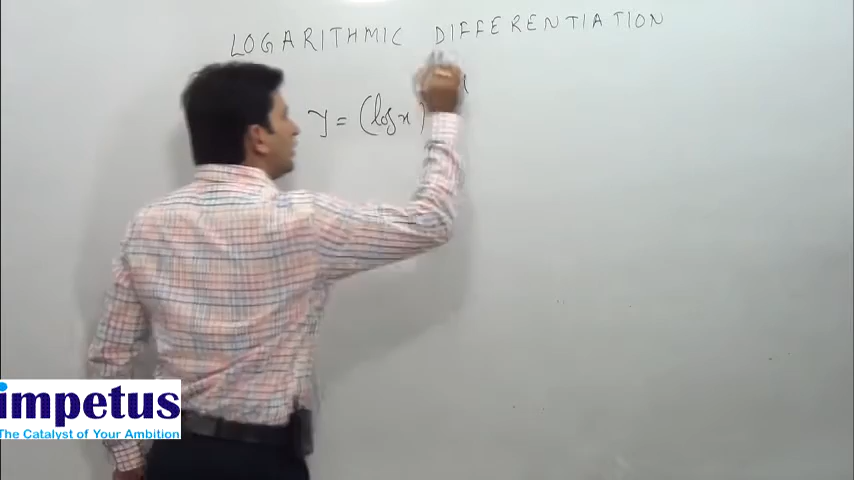 LOGARITHMIC DIFFERENTIATION
y = (log x)
impetus
The Catalyst of Your Ambition